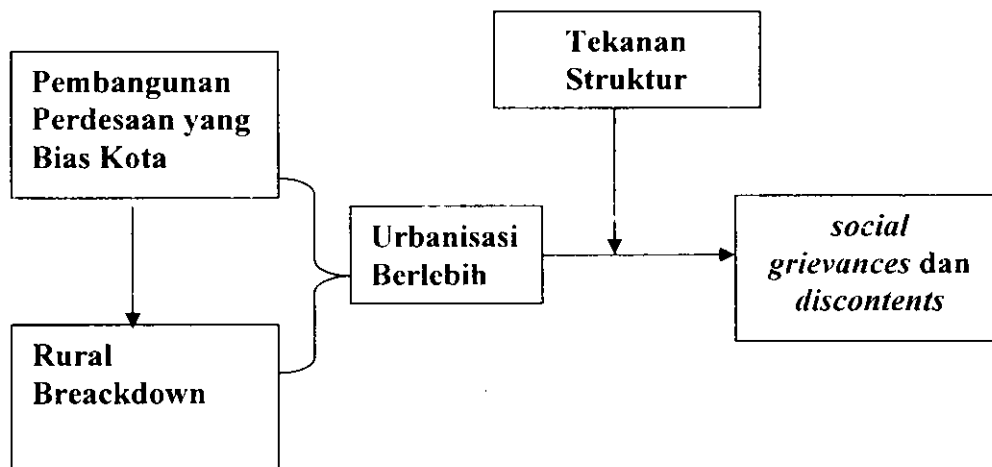 Tekanan
Struktur
Pembangunan
Perdesaan yang
Bias Kota
Urbanisasi
Berlebih
social
grievances dan
discontents
Rural
Breackdown